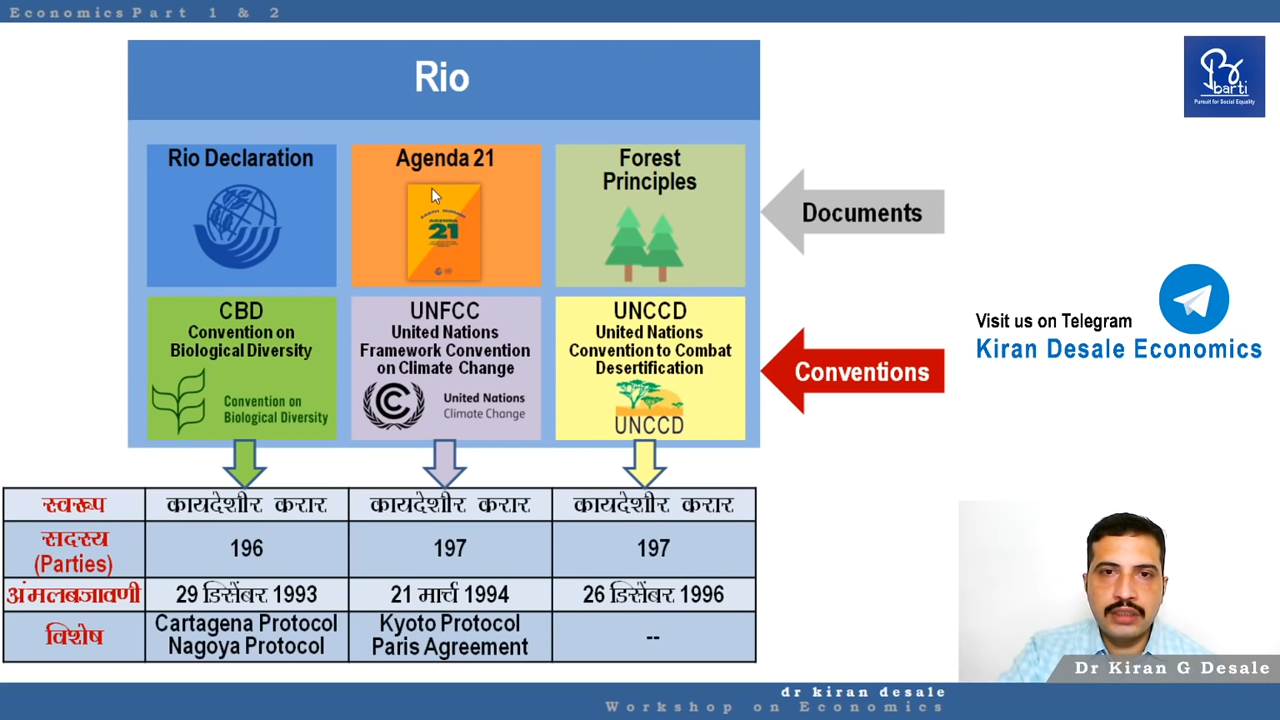 Economics Part 1 & 2
Rio
barti
Pursuit for Social Equality
Rio Declaration
Agenda 21
AGENDA
21
Forest
Principles
Documents
CBD
Convention on
Biological Diversity
Convention on
Biological Diversity
UNFCC
United Nations
Framework Convention
on Climate Change
United Nations
Climate Change
UNCCD
United Nations
Convention to Combat
Desertification
UNCCD
Conventions
Visit us on Telegram
Kiran Desale Economics
स्वरूप कायदेशीर करार कायदेशीर करार कायदेशीर करार
सदस्य
(Parties) 196 197 197
अंमलबजावणी 29 डिसेंबर 1993 21 मार्च 1994 26 डिसेंबर 1996
विशेष
Cartagena Protocol
Nagoya Protocol
Kyoto Protocol
Paris Agreement
--
Dr Kiran G Desale
dr kiran desale
Workshop on Economics